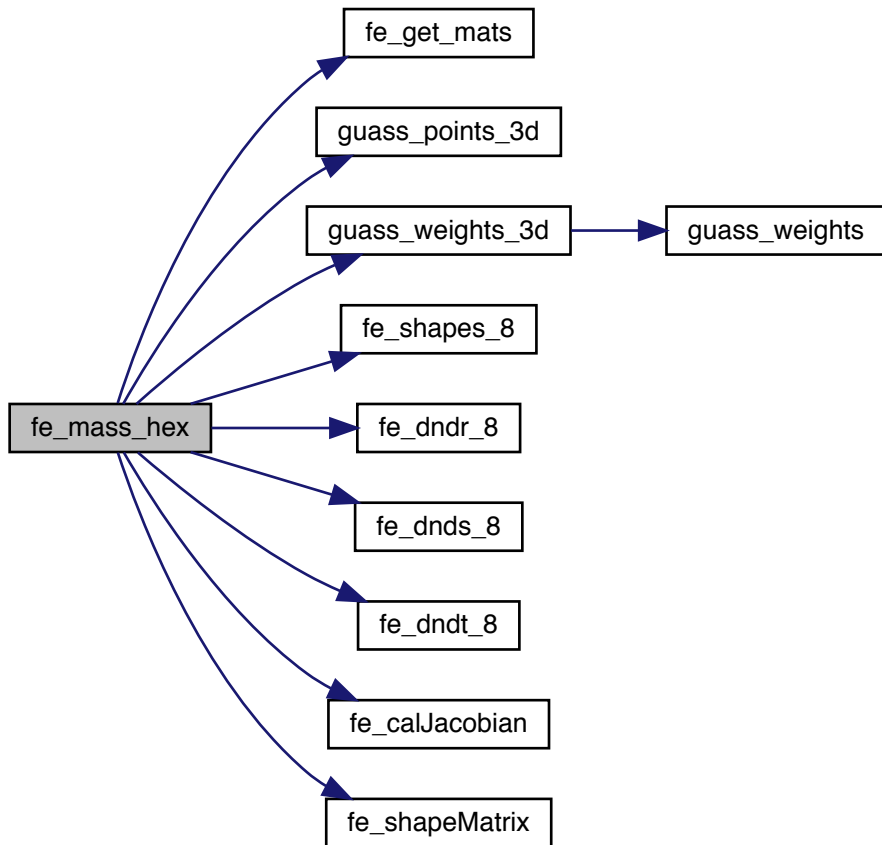 fe_get_mats
guass_points_3d
guass_weights_3d
guass_weights
fe_shapes_8
fe_mass_hex
fe_dndr_8
fe_dnds_8
fe_dndt_8
fe_calJacobian
fe_shapeMatrix